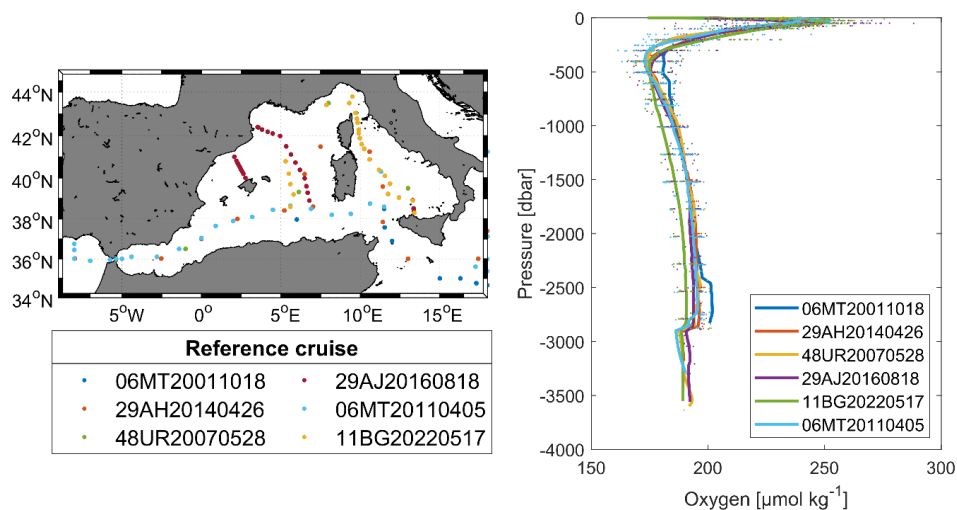 44°N
42°N
40°N
38°N
36°N
34°N
5°W
0°
5°E
10°E
15°E
Reference cruise
06MT20011018
29AJ20160818
29AH20140426
06MT20110405
48UR20070528
11BG20220517
0
-500
-1000
-1500
-2000
-2500
-3000
-3500
-4000
Pressure [dbar]
06MT20011018
29AH20140426
48UR20070528
29AJ20160818
11BG20220517
06MT20110405
150
200
250
300
Oxygen [µmol kg⁻¹]